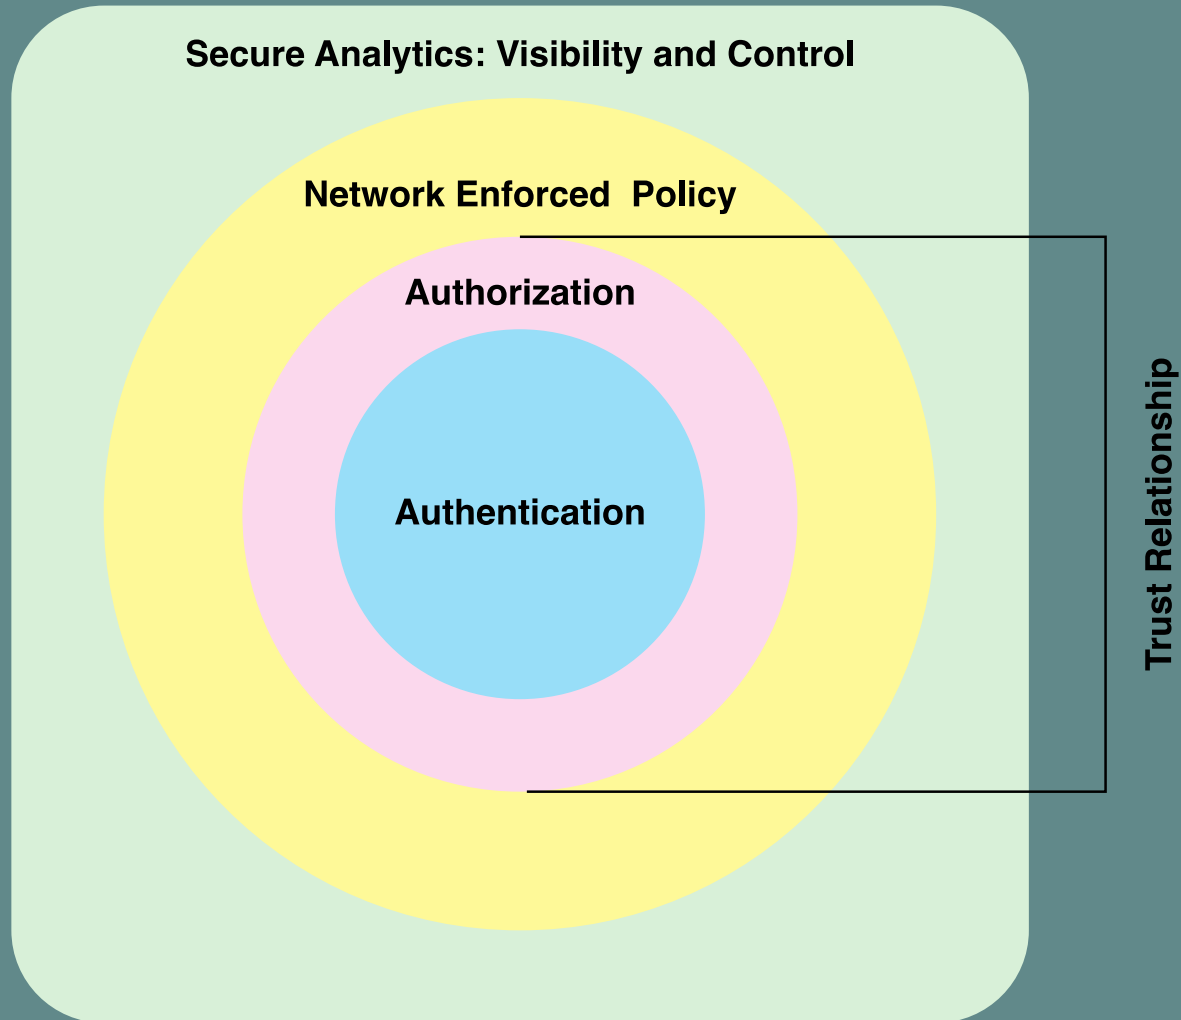 Secure Analytics: Visibility and Control
Network Enforced  Policy
Authorization
Authentication
Trust Relationship